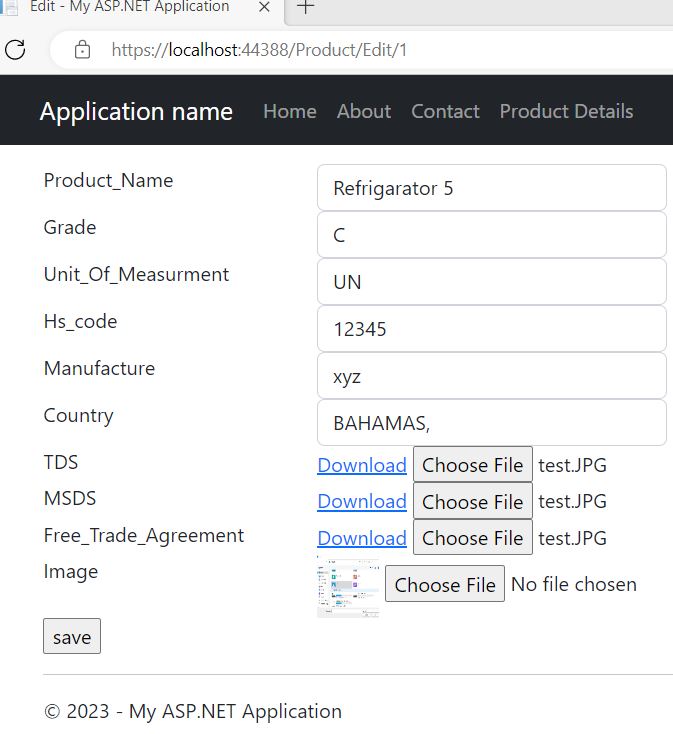 Edit - My ASP.NET Application
https://localhost:44388/Product/Edit/1
Application name Home About Contact Product Details
Product_Name Refrigarator 5
Grade C
Unit_Of_Measurment UN
Hs_code 12345
Manufacture xyz
Country BAHAMAS,
TDS Download Choose File test.JPG
MSDS Download Choose File test.JPG
Free_Trade_Agreement Download Choose File test.JPG
Image Choose File No file chosen
save
© 2023 - My ASP.NET Application